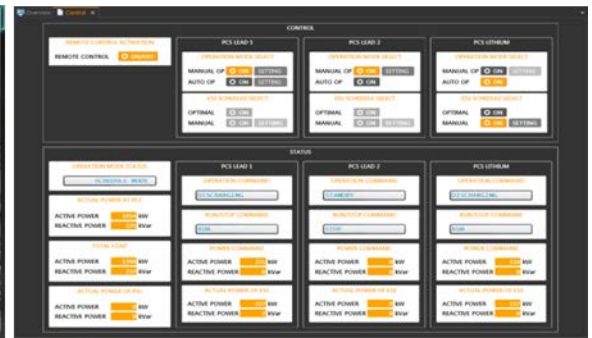 Overview Control
CONTROL
REMOTE CONTROL ACTIVATION
REMOTE CONTROL ON/OFF
PCS LEAD 1
OPERATION MODE SELECT
MANUAL OP ON SETTING
AUTO OP ON SETTING
ESS SCHEDULE SELECT
OPTIMAL ON
MANUAL ON SETTING
PCS LEAD 2
OPERATION MODE SELECT
MANUAL OP ON SETTING
AUTO OP ON SETTING
ESS SCHEDULE SELECT
OPTIMAL ON
MANUAL ON SETTING
PCS LITHIUM
OPERATION MODE SELECT
MANUAL OP ON SETTING
AUTO OP ON
ESS SCHEDULE SELECT
OPTIMAL ON
MANUAL ON SETTING
STATUS
OPERATION MODE STATUS
SCHEDULE MODE
ACTUAL POWER AT PCC
ACTIVE POWER kW
REACTIVE POWER kVar
TOTAL LOAD
ACTIVE POWER kW
REACTIVE POWER kVar
ACTUAL POWER OF
ACTIVE POWER kW
REACTIVE POWER kVar
PCS LEAD 1
OPERATION COMMAND
DISCHARGING
RUN/STOP COMMAND
RUN
POWER COMMAND
ACTIVE POWER kW
REACTIVE POWER kVar
ACTUAL POWER OF ESS
ACTIVE POWER kW
REACTIVE POWER kVar
PCS LEAD 2
OPERATION COMMAND
STANDBY
RUN/STOP COMMAND
STOP
POWER COMMAND
ACTIVE POWER 0 kW
REACTIVE POWER 0 kVar
ACTUAL POWER OF ESS
ACTIVE POWER 0 kW
REACTIVE POWER 0 kVar
PCS LITHIUM
OPERATION COMMAND
DISCHARGING
RUN/STOP COMMAND
RUN
POWER COMMAND
ACTIVE POWER kW
REACTIVE POWER kVar
ACTUAL POWER OF ESS
ACTIVE POWER kW
REACTIVE POWER kVar